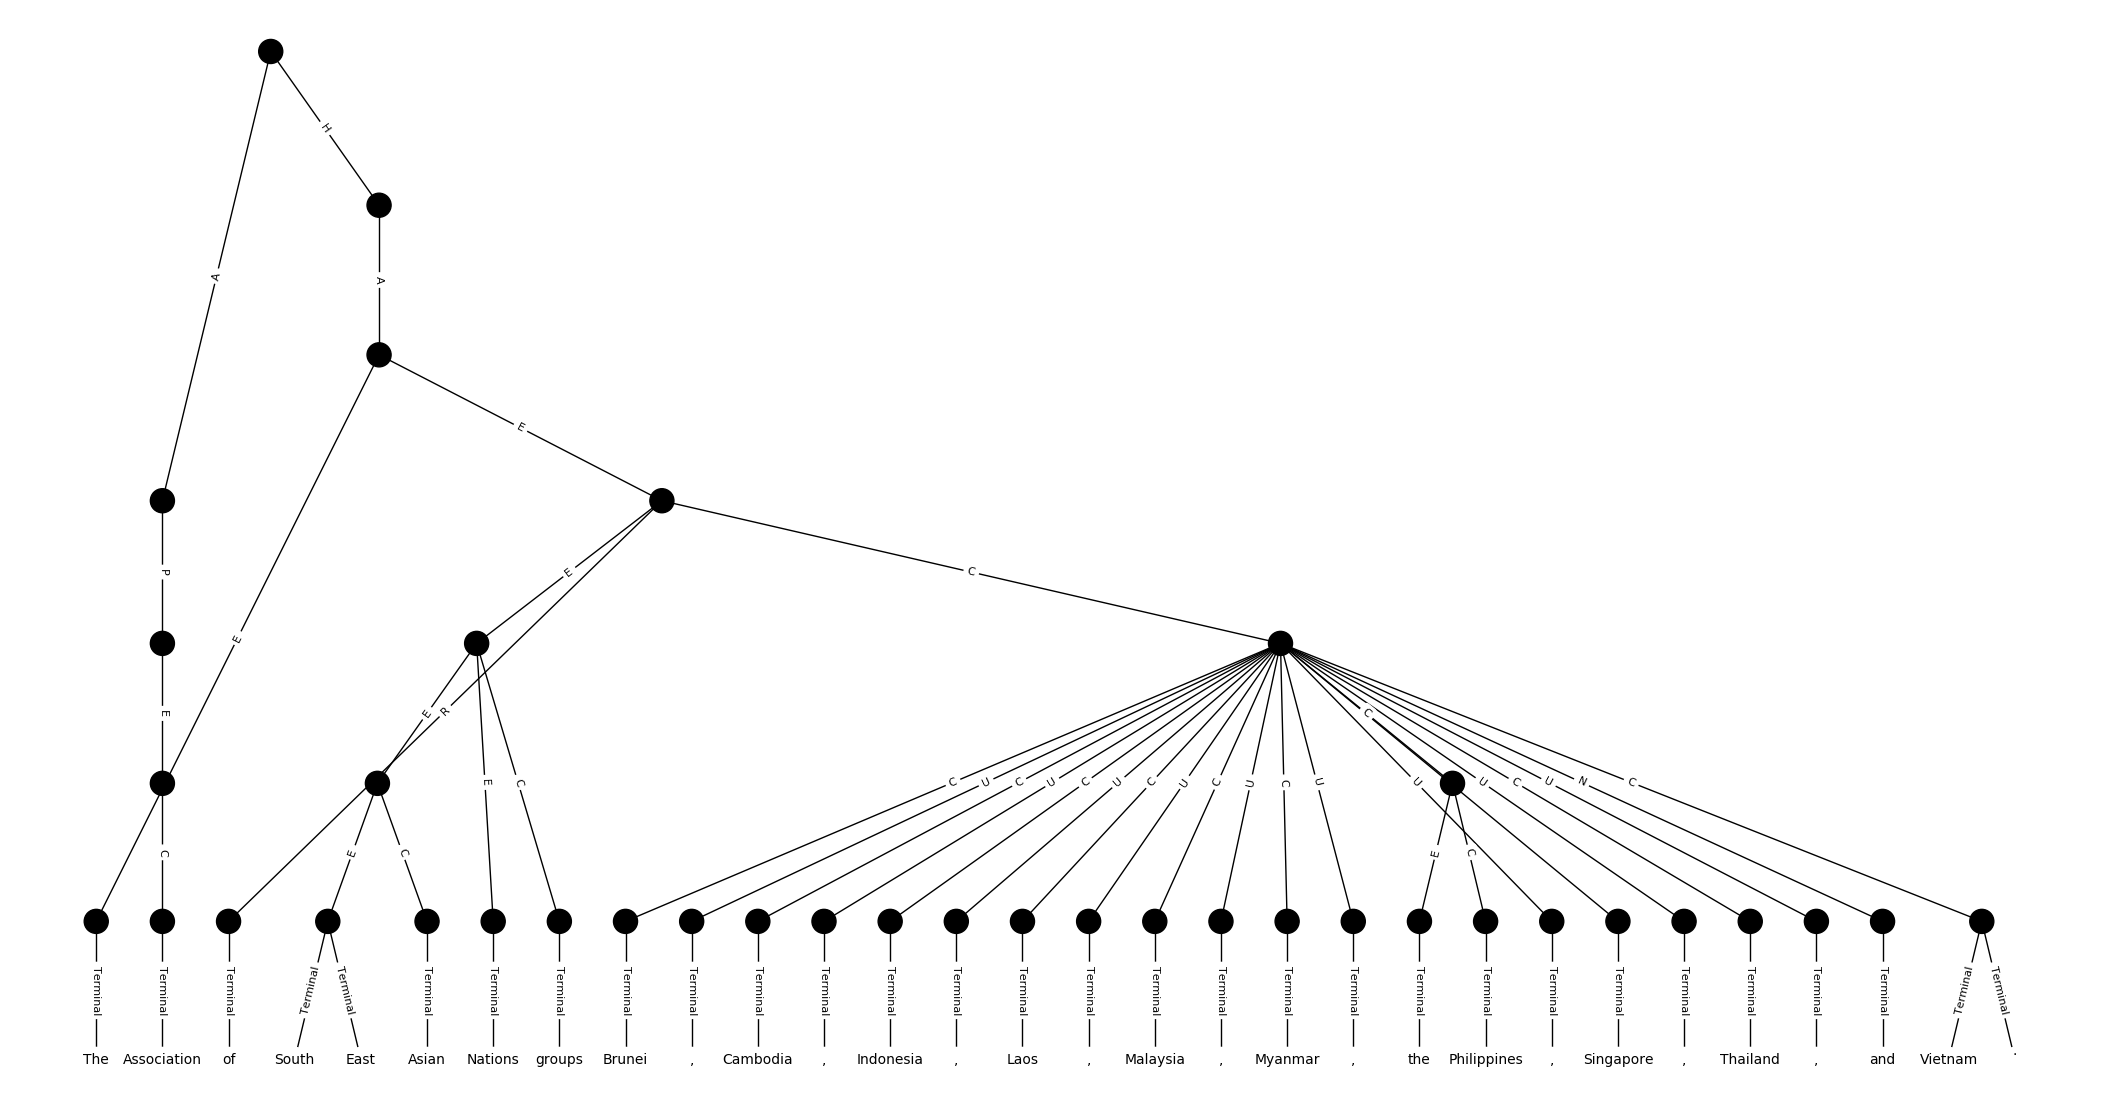 H
A
A
E
P
E
C
E
E
E
R
E
E
C
C
U
C
U
C
U
C
U
C
U
C
U
U
C
U
C
U
N
C
C
E
C
E
C
Terminal Terminal Terminal Terminal Terminal Terminal Terminal Terminal Terminal Terminal Terminal Terminal Terminal Terminal Terminal Terminal Terminal Terminal Terminal Terminal Terminal Terminal Terminal Terminal Terminal Terminal Terminal Terminal Terminal Terminal
The Association of South East Asian Nations groups Brunei , Cambodia , Indonesia , Laos , Malaysia , Myanmar , the Philippines , Singapore , Thailand , and Vietnam .